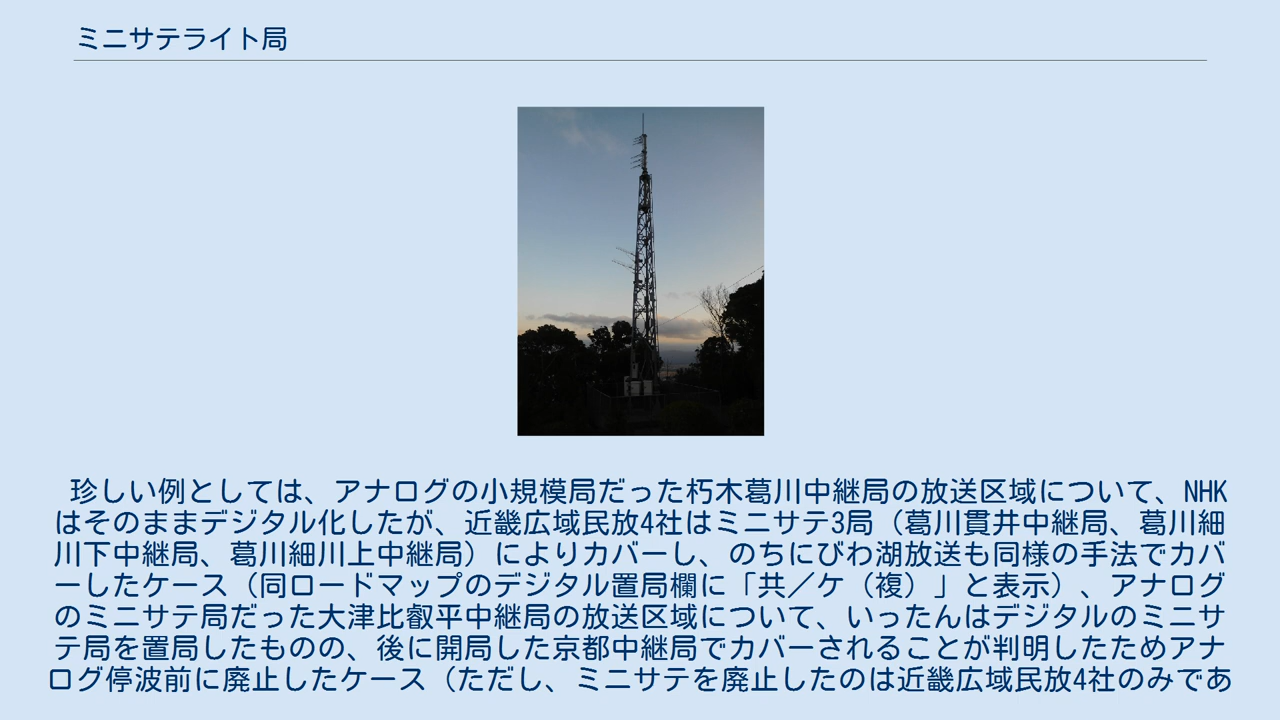 ミニサテライト局
珍しい例としては、アナログの小規模局だった朽木葛川中継局の放送区域について、NHK
はそのままデジタル化したが、近畿広域民放4社はミニサテ3局（葛川貫井中継局、葛川細
川下中継局、葛川細川上中継局）によりカバーし、のちにびわ湖放送も同様の手法でカバ
ーしたケース（同ロードマップのデジタル置局欄に「共／ケ（複）」と表示）、アナログ
のミニサテ局だった大津比叡平中継局の放送区域について、いったんはデジタルのミニサ
テ局を置局したものの、後に開局した京都中継局でカバーされることが判明したためアナ
ログ停波前に廃止したケース（ただし、ミニサテを廃止したのは近畿広域民放4社のみであ